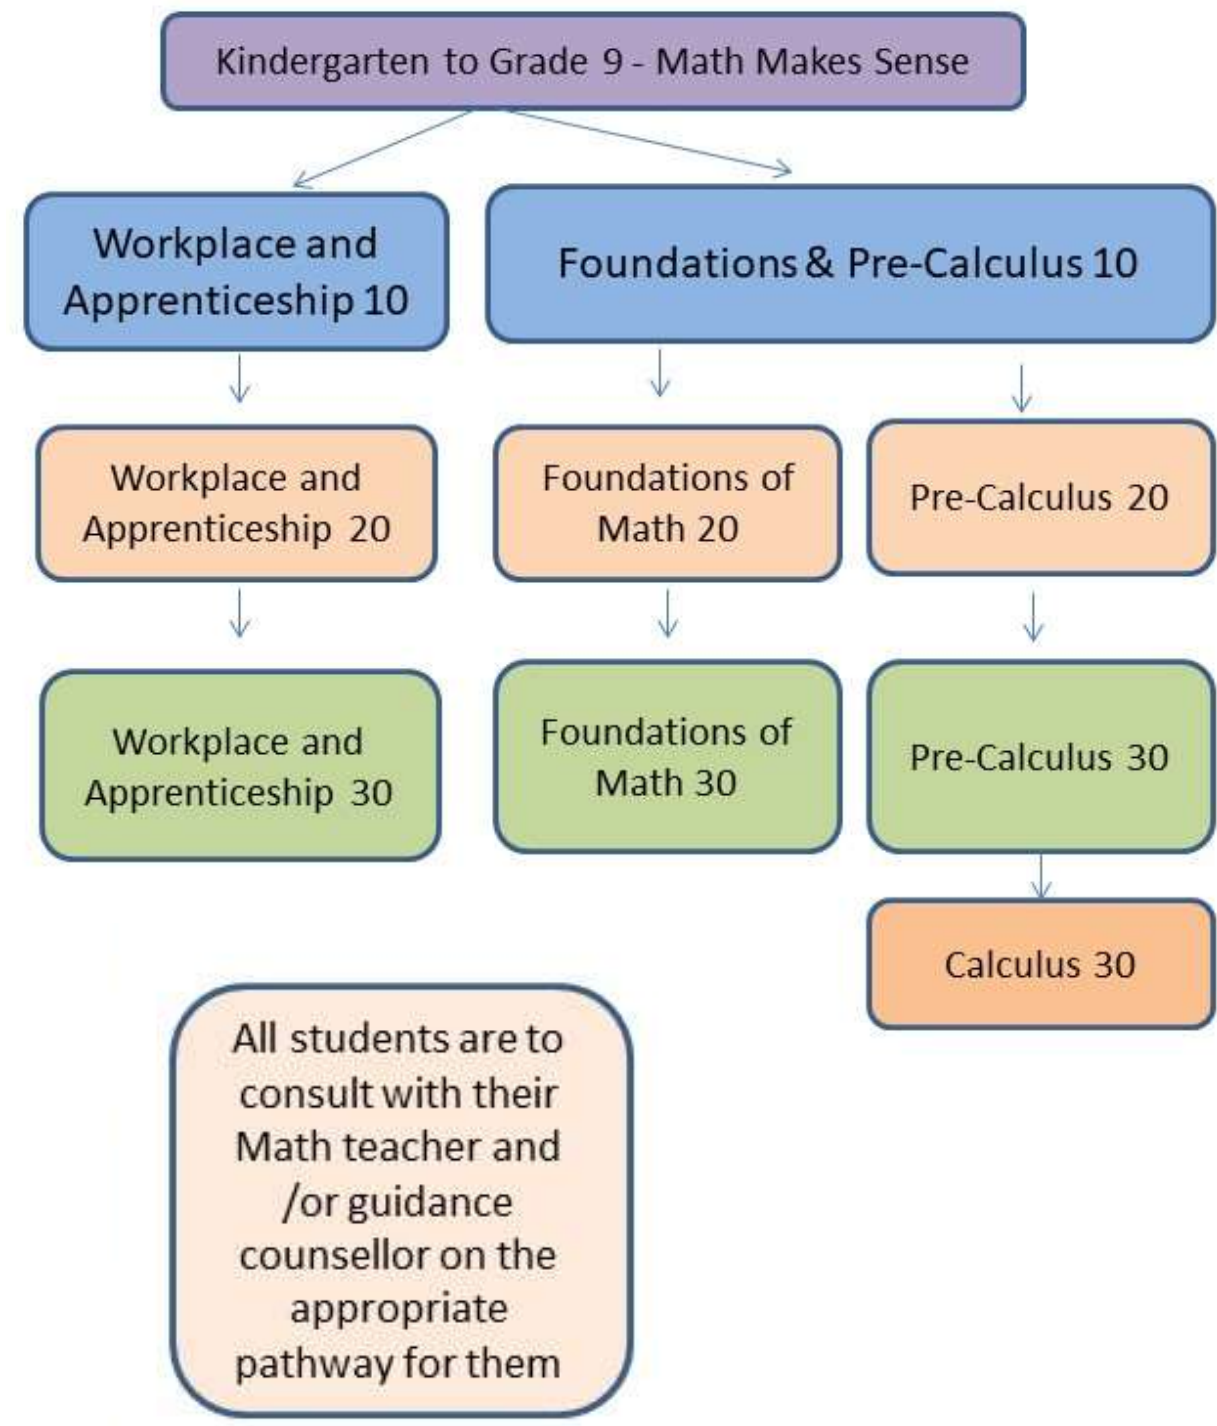 Kindergarten to Grade 9 - Math Makes Sense
Workplace and
Apprenticeship 10
Foundations & Pre-Calculus 10
Workplace and
Apprenticeship 20
Foundations of
Math 20
Pre-Calculus 20
Workplace and
Apprenticeship 30
Foundations of
Math 30
Pre-Calculus 30
Calculus 30
All students are to
consult with their
Math teacher and
/or guidance
counsellor on the
appropriate
pathway for them